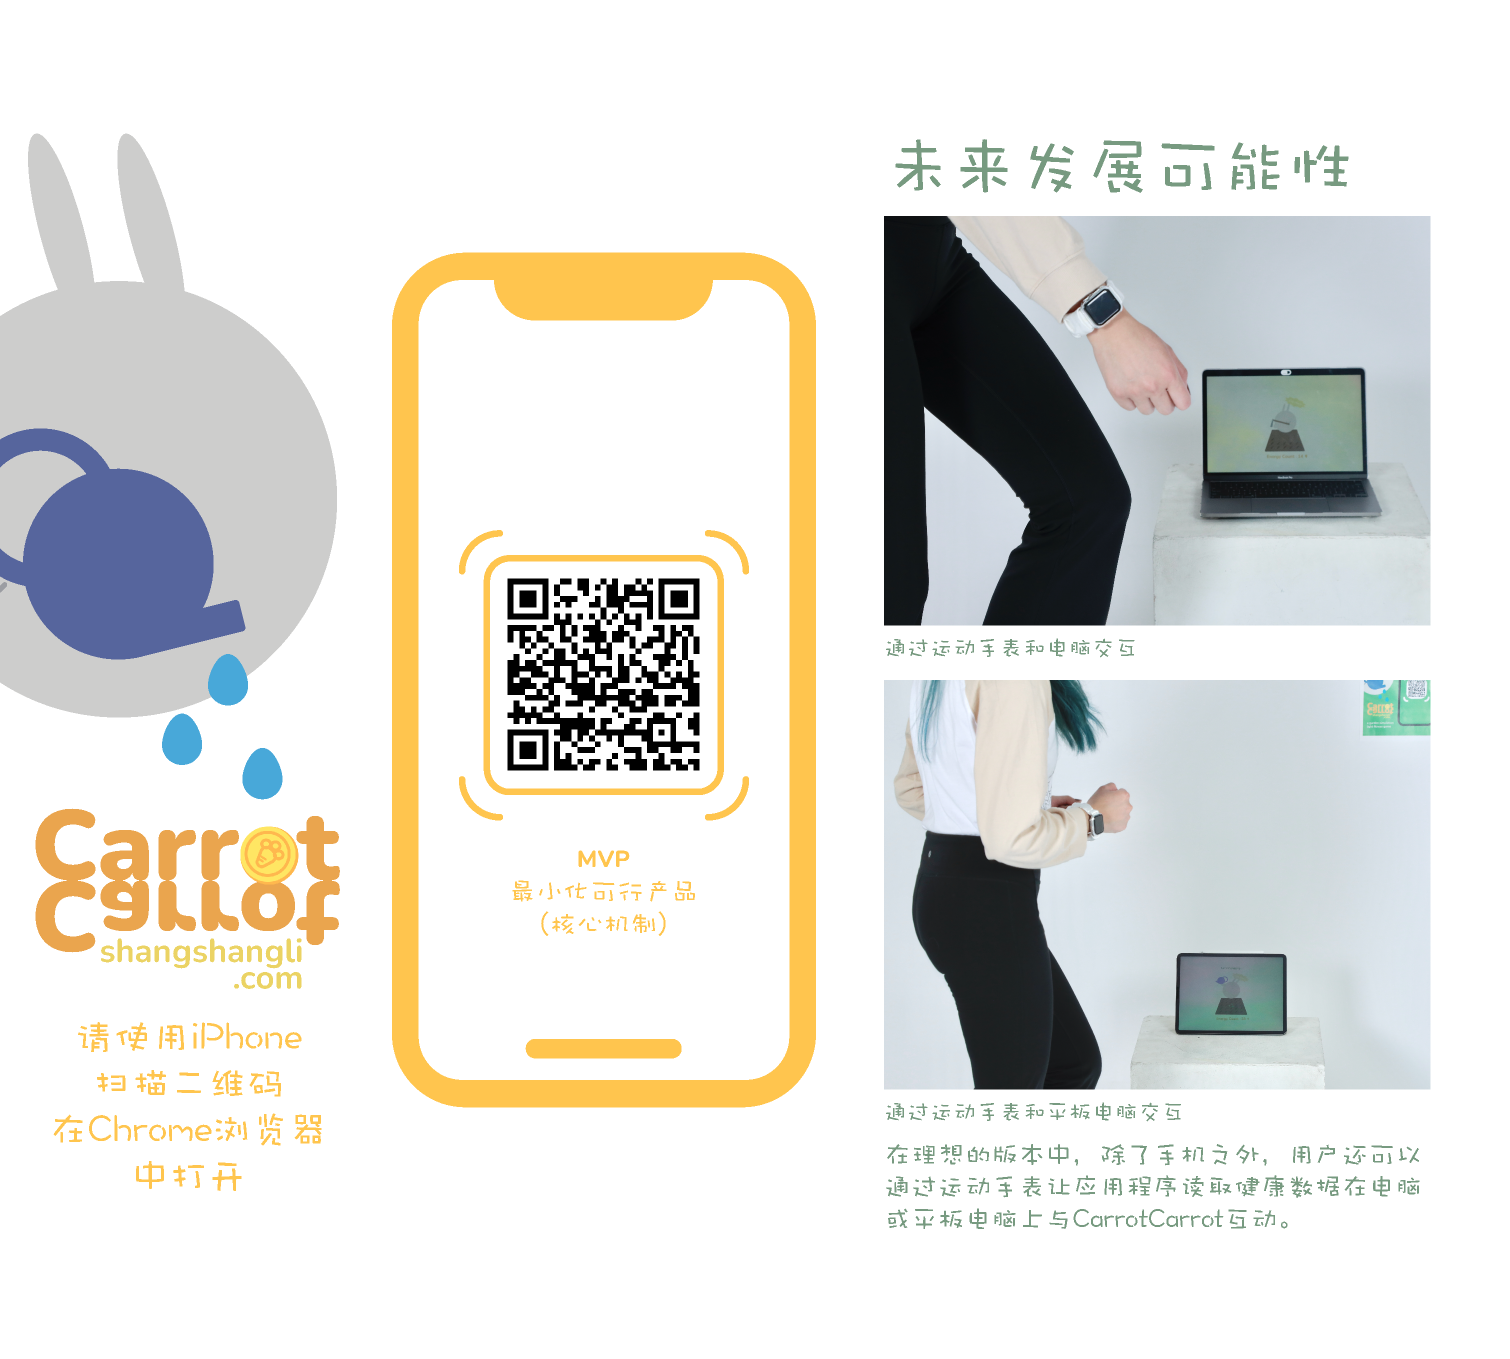 Carrot
Carrot
shangshangli
.com
请使用iPhone
扫描二维码
在Chrome浏览器
中打开
MVP
最小化可行产品
(核心机制)
未来发展可能性
通过运动手表和电脑交互
通过运动手表和平板电脑交互
在理想的版本中，除了手机之外，用户还可以
通过运动手表让应用程序读取健康数据在电脑
或平板电脑上与CarrotCarrot互动。